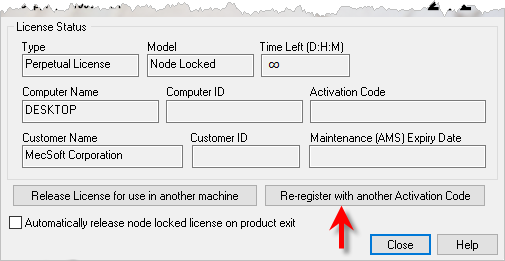 License Status
Type Model Time Left (D:H:M)
Perpetual License Node Locked ∞
Computer Name Computer ID Activation Code
DESKTOP
Customer Name Customer ID Maintenance (AMS) Expiry Date
MecSoft Corporation
Release License for use in another machine Re-register with another Activation Code
Automatically release node locked license on product exit
Close Help